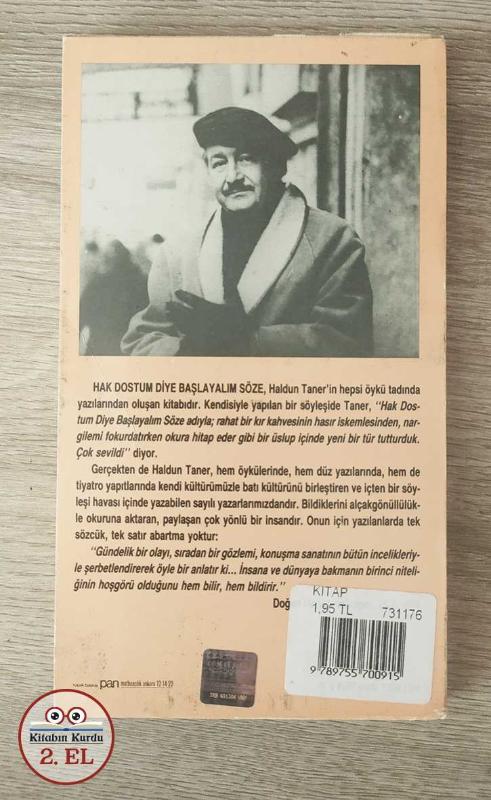 HAK DOSTUM DİYE BAŞLAYALIM SÖZE, Haldun Taner'in hepsi öykü tadında
yazılarından oluşan kitabıdır. Kendisiyle yapılan bir söyleşide Taner, "Hak Dos-
tum Diye Başlayalım Söze adıyla; rahat bir kır kahvesinin hasır iskemlesinden, nar-
gilemi fokurdatırken okura hitap eder gibi bir üslup içinde yeni bir tür tutturduk.
Çok sevildi" diyor.
Gerçekten de Haldun Taner, hem öykülerinde, hem düz yazılarında, hem de
tiyatro yapıtlarında kendi kültürümüzle batı kültürünü birleştiren ve içten bir söy-
leşi havası içinde yazabilen sayılı yazarlarımızdandır. Bildiklerini alçakgönüllülük-
le okuruna aktaran, paylaşan çok yönlü bir insandır. Onun için yazılanlarda tek
sözcük, tek satır abartma yoktur:
"Gündelik bir olayı, sıradan bir gözlemi, konuşma sanatının bütün incelikleriy-
le şerbetlendirerek öyle bir anlatır ki... İnsana ve dünyaya bakmanın birinci niteli-
ğinin hoşgörü olduğunu hem bilir, hem bildirir."
KİTAP
1,95 TL 731176
9 789755 700915
pan matbaacılık ankara
Kitabın Kurdu
2. EL